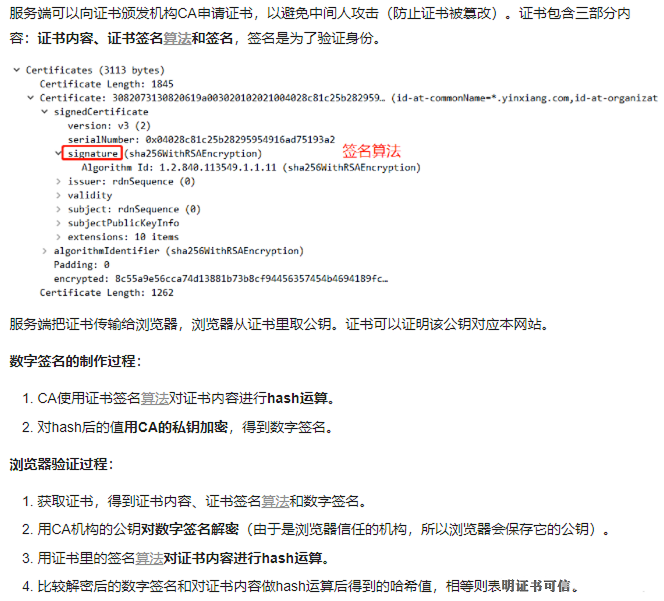 服务端可以向证书颁发机构CA申请证书，以避免中间人攻击（防止证书被篡改）。证书包含三部分内
容：证书内容、证书签名算法和签名，签名是为了验证身份。
Certificates (3113 bytes)
Certificate Length: 1845
Certificate: 3082073130820619a003020102021004028c81c25b282959… (id-at-commonName=*.yinxiang.com,id-at-organizat
signedCertificate
version: v3 (2)
serialNumber: 0x04028c81c25b28295954916ad75193a2
signature (sha256WithRSAEncryption) 签名算法
Algorithm Id: 1.2.840.113549.1.1.11 (sha256WithRSAEncryption)
issuer: rdnSequence (0)
validity
subject: rdnSequence (0)
subjectPublicKeyInfo
extensions: 10 items
algorithmIdentifier (sha256WithRSAEncryption)
Padding: 0
encrypted: 8c55a9e56cca74d13881b73b8cf94456357454b4694189fc…
Certificate Length: 1262
服务端把证书传输给浏览器，浏览器从证书里取公钥。证书可以证明该公钥对应本网站。
数字签名的制作过程：
1. CA使用证书签名算法对证书内容进行hash运算。
2. 对hash后的值用CA的私钥加密，得到数字签名。
浏览器验证过程：
1. 获取证书，得到证书内容、证书签名算法和数字签名。
2. 用CA机构的公钥对数字签名解密（由于是浏览器信任的机构，所以浏览器会保存它的公钥）。
3. 用证书里的签名算法对证书内容进行hash运算。
4. 比较解密后的数字签名和对证书内容做hash运算后得到的哈希值，相等则表明证书可信。